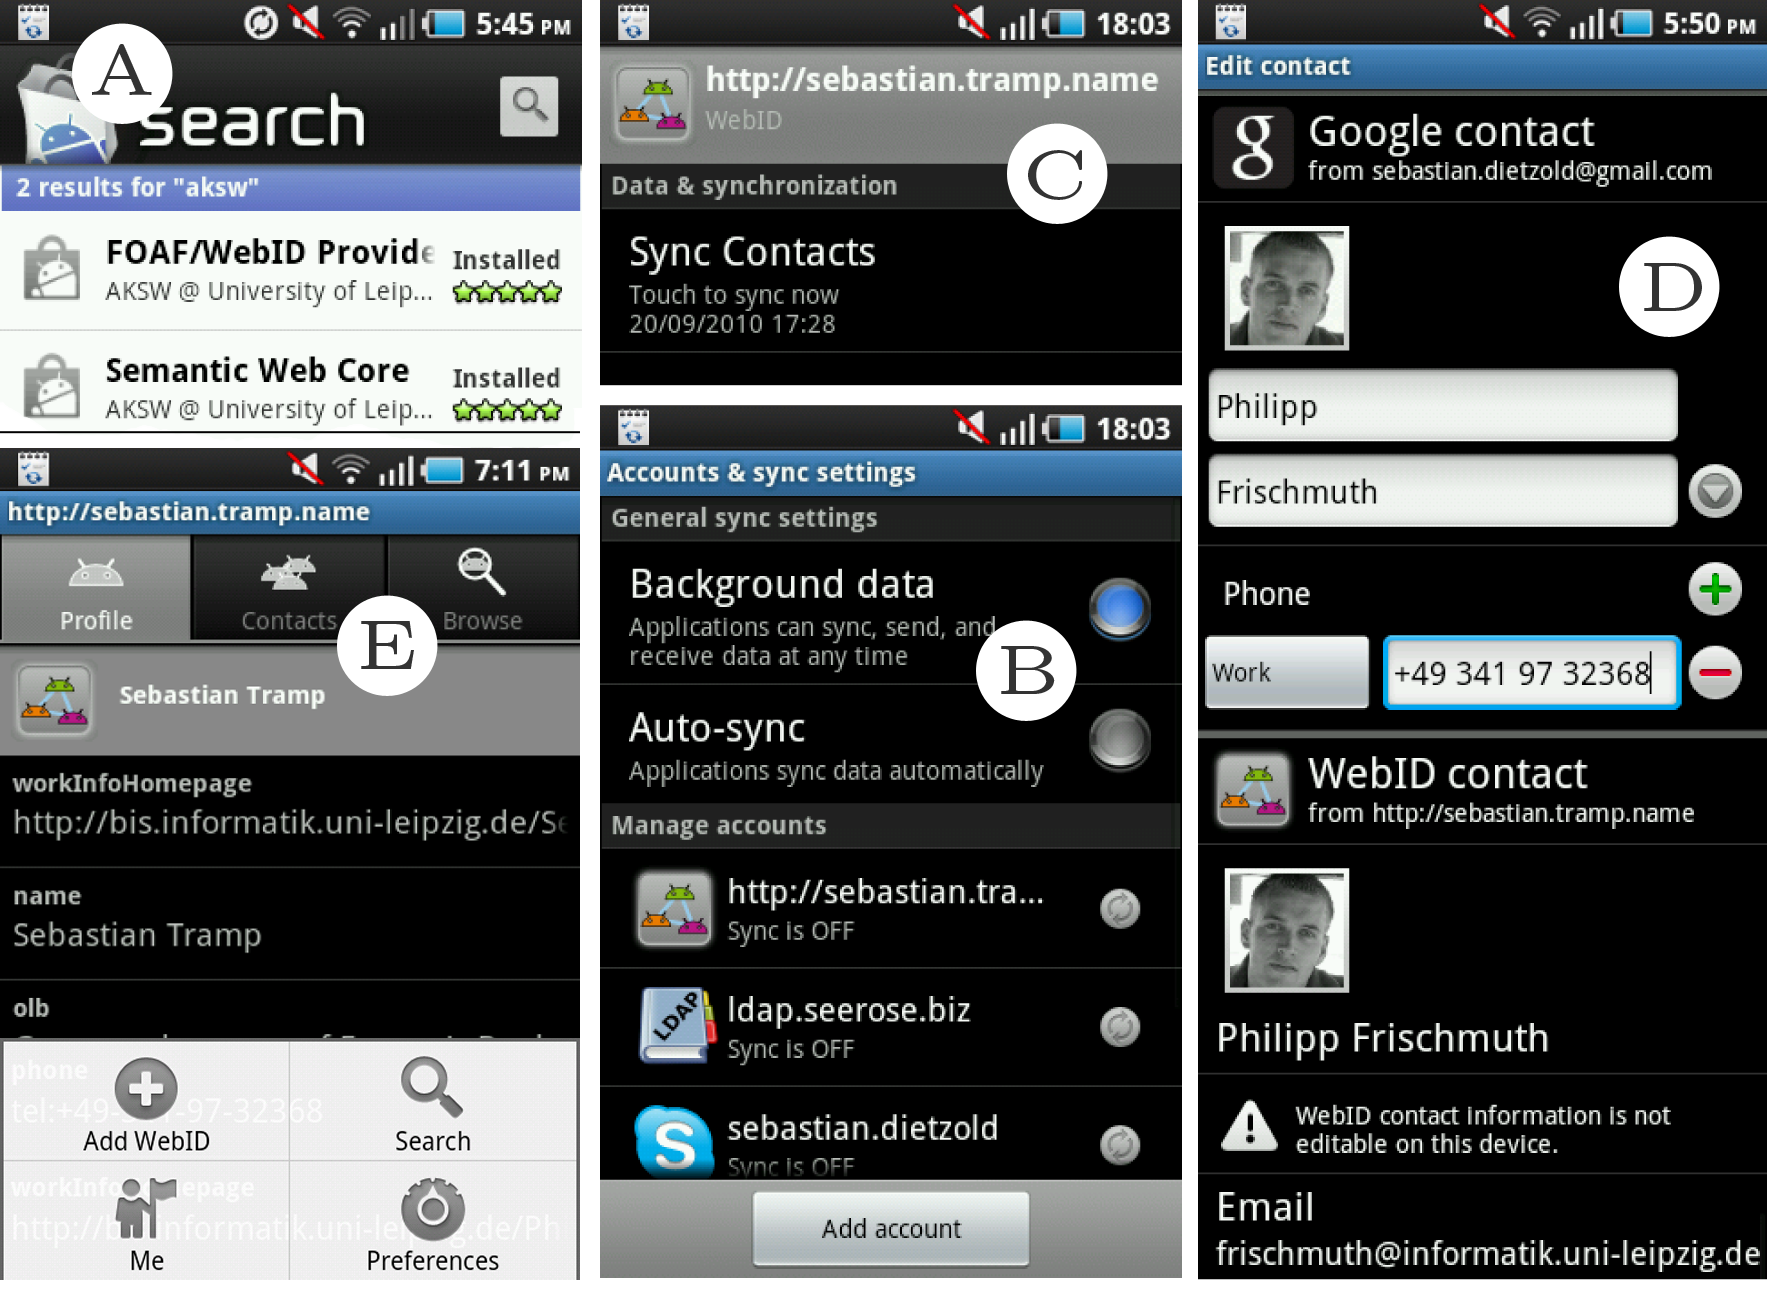 5:45 PM
A
search
2 results for "aksw"
FOAF/WebID Provide
Installed
AKSW @ University of Leip...
Semantic Web Core
Installed
AKSW @ University of Leip...
7:11 PM
http://sebastian.tramp.name
Profile
Contacts
Browse
E
Sebastian Tramp
workInfoHomepage
http://bis.informatik.uni-leipzig.de/Se
name
Sebastian Tramp
olb
phone
tel:+49-341-97-32368
Add WebID
Search
workInfoHomepage
http://bis.informatik.uni-leipzig.de/Ph
Me
Preferences
18:03
http://sebastian.tramp.name
WebID
C
Data & synchronization
Sync Contacts
Touch to sync now
20/09/2010 17:28
18:03
Accounts & sync settings
General sync settings
Background data
Applications can sync, send, and
receive data at any time
B
Auto-sync
Applications sync data automatically
Manage accounts
http://sebastian.tra...
Sync is OFF
LDAP
ldap.seerose.biz
Sync is OFF
S
sebastian.dietzold
Sync is OFF
Add account
5:50 PM
Edit contact
g
Google contact
from sebastian.dietzold@gmail.com
D
Philipp
Frischmuth
Phone
Work
+49 341 97 32368
WebID contact
from http://sebastian.tramp.name
Philipp Frischmuth
WebID contact information is not
editable on this device.
Email
frischmuth@informatik.uni-leipzig.de